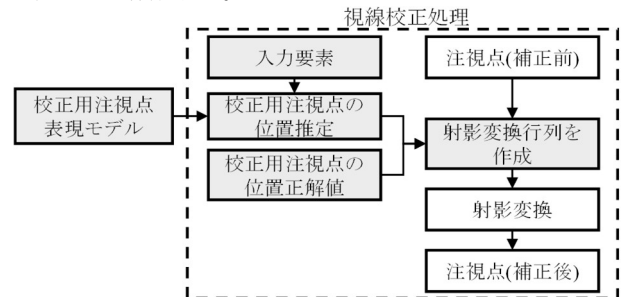 視線校正処理
入力要素
注視点(補正前)
校正用注視点
表現モデル
校正用注視点の
位置推定
射影変換行列を
作成
校正用注視点の
位置正解値
射影変換
注視点(補正後)